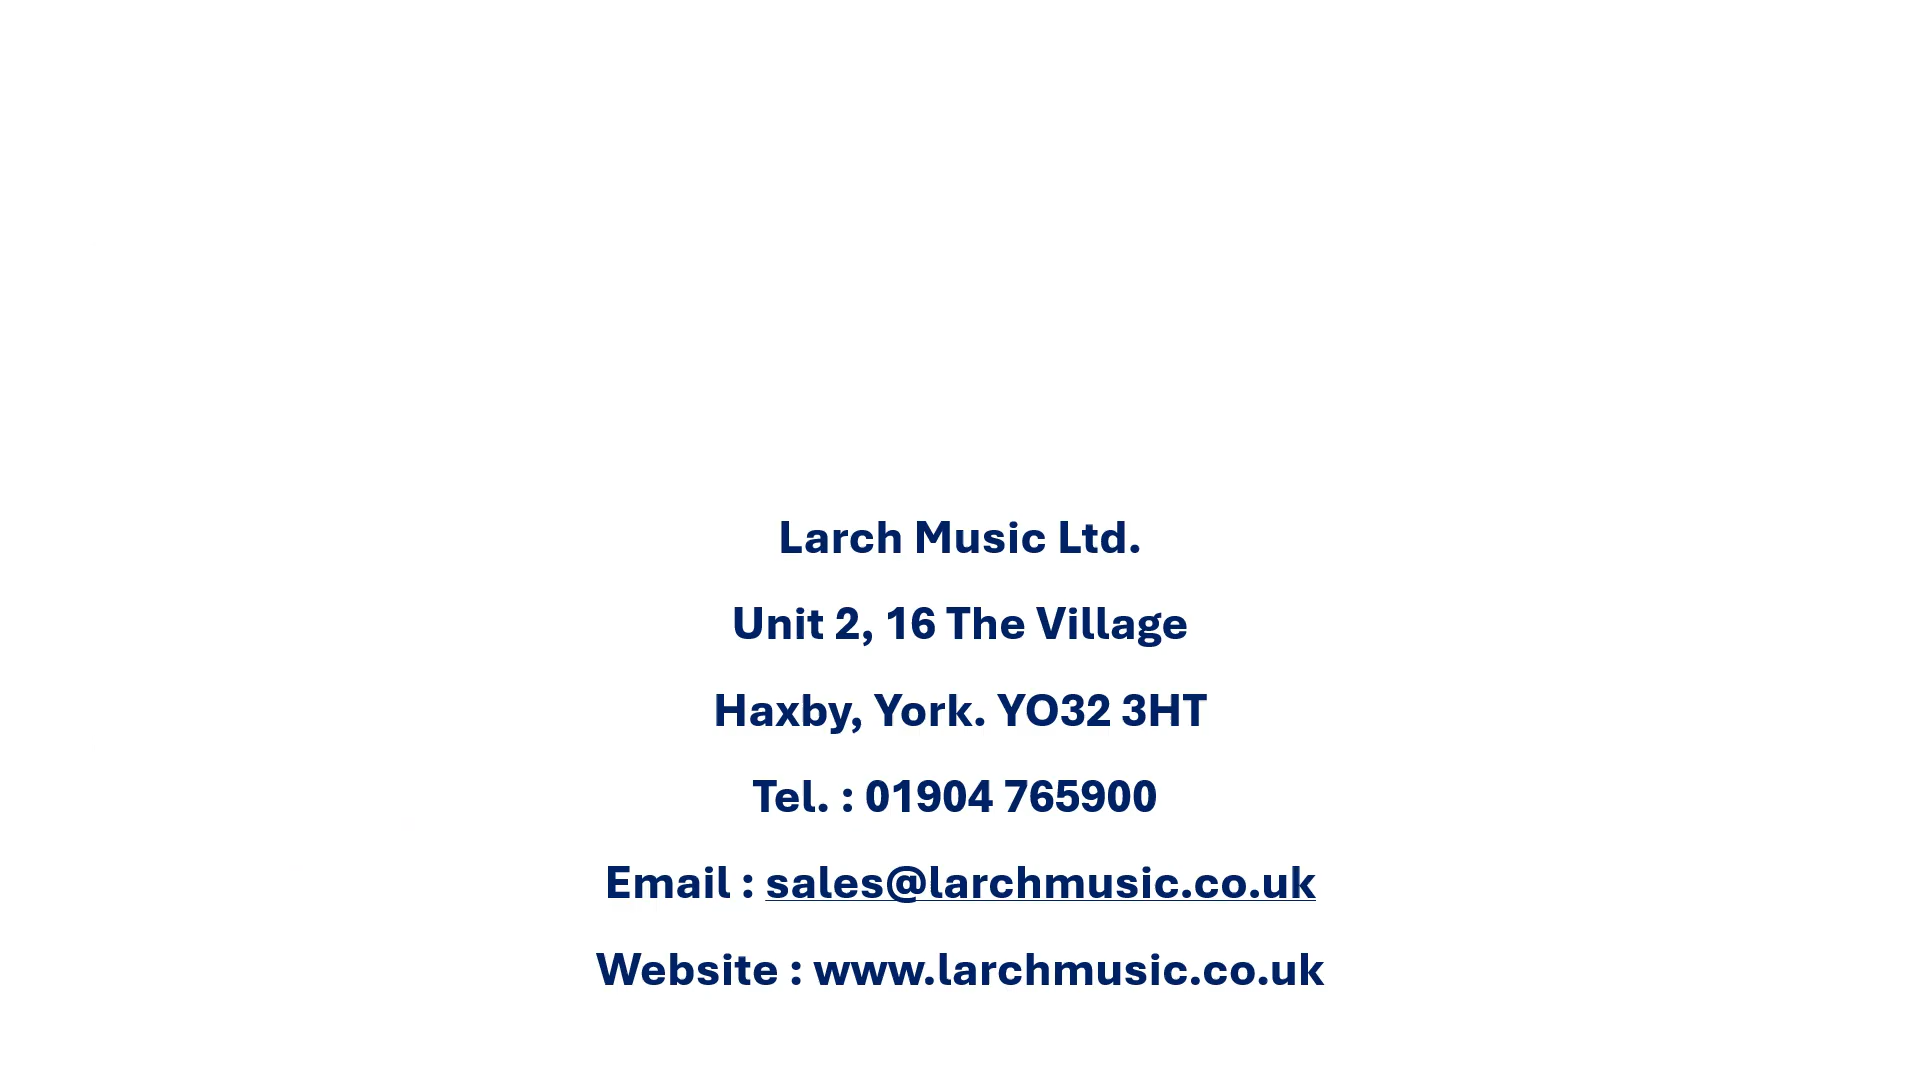 Larch Music Ltd.
Unit 2, 16 The Village
Haxby, York. YO32 3HT
Tel. : 01904 765900
Email : sales@larchmusic.co.uk
Website : www.larchmusic.co.uk